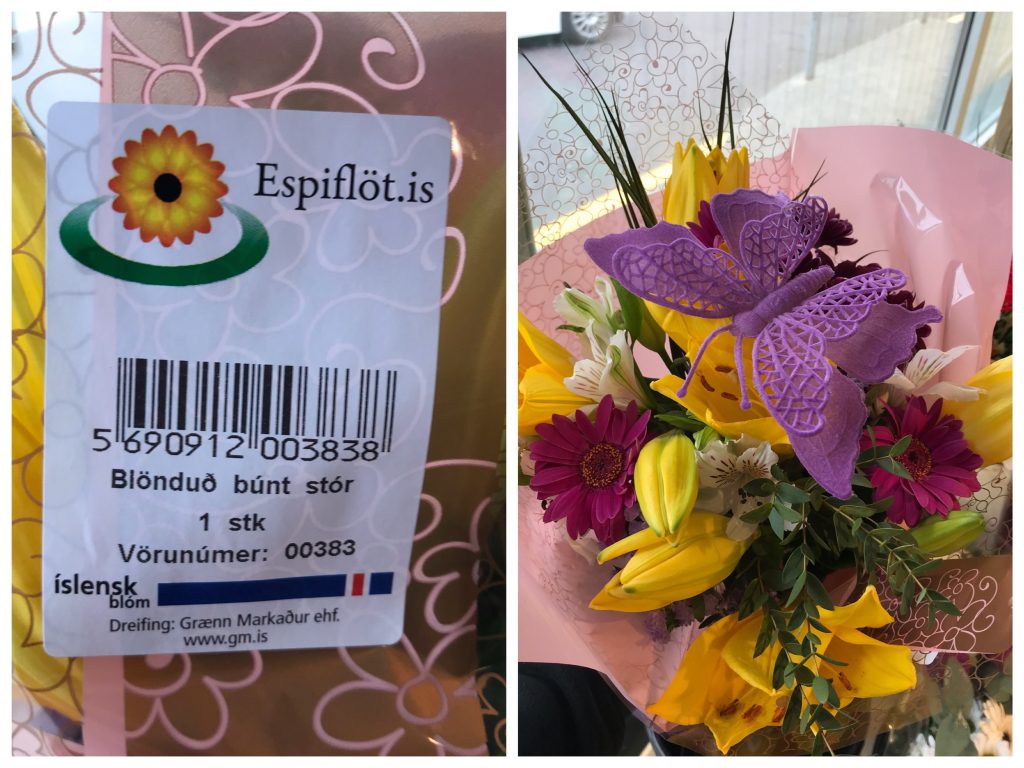 Espiflöt.is
5 690912 003838
Blönduð búnt stór
1 stk
Vörunúmer: 00383
íslensk
blóm
Dreifing: Grænn Markaður ehf.
www.gm.is